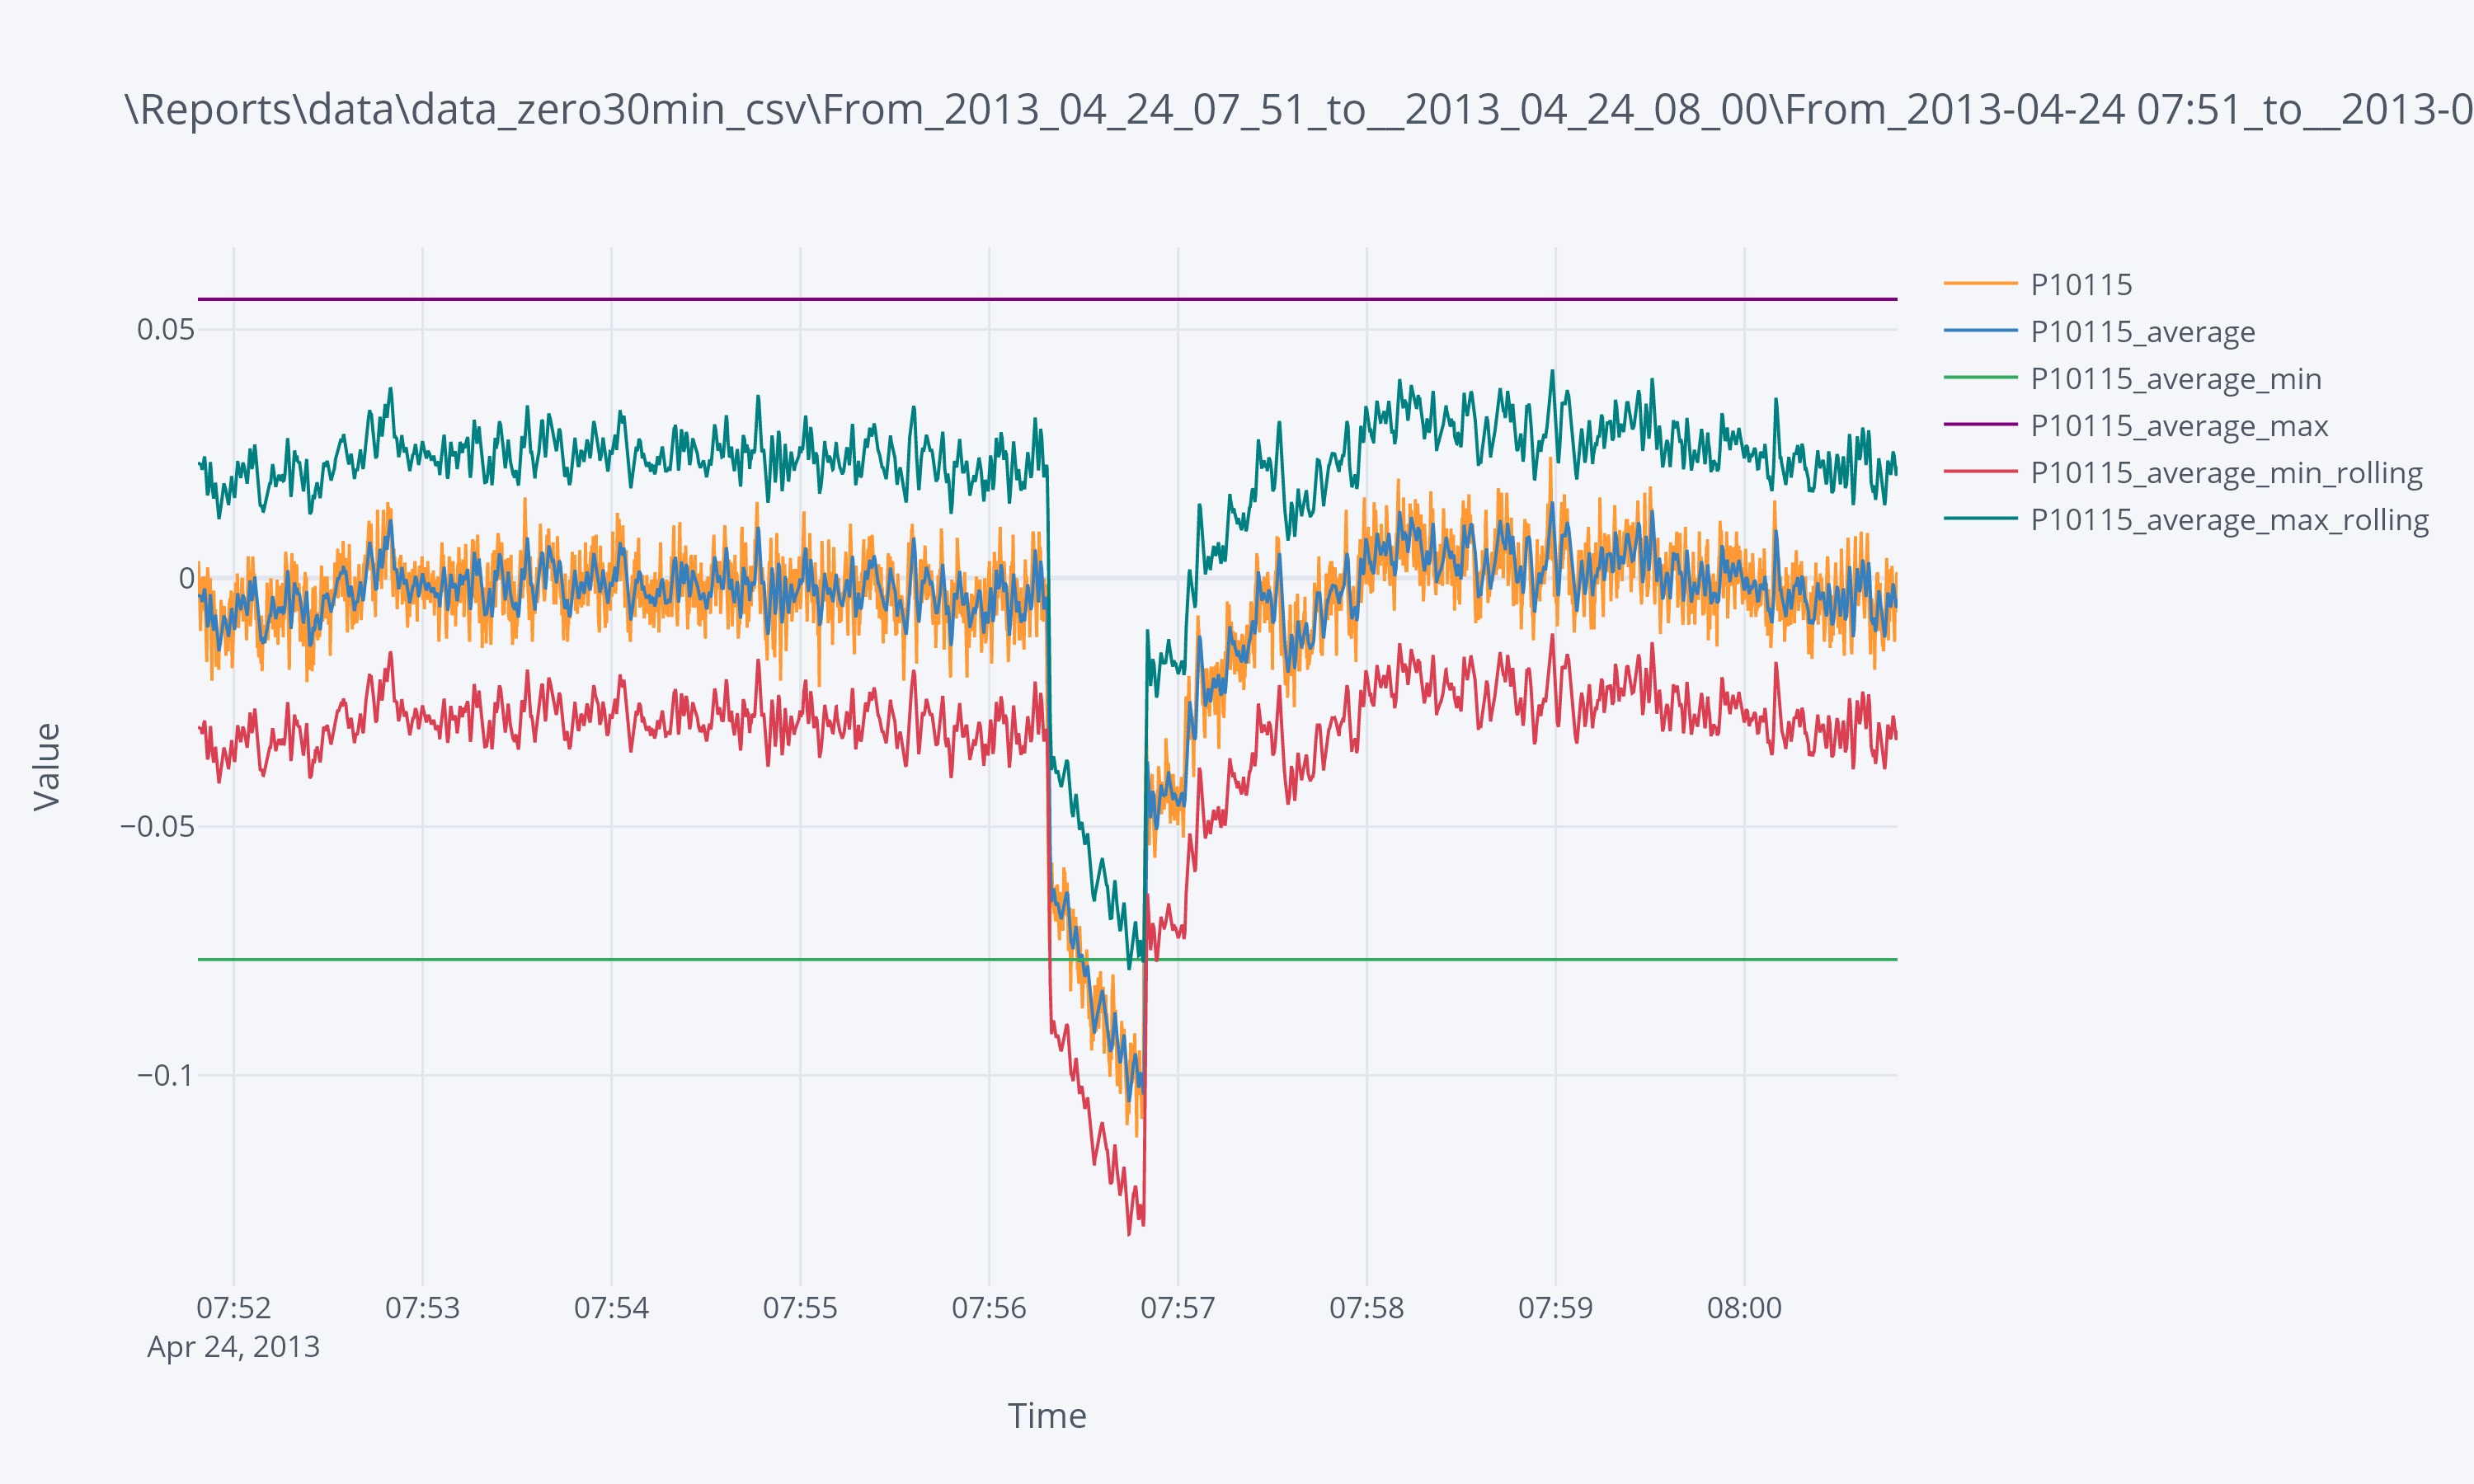 \Reports\data\data_zero30min_csv\From_2013_04_24_07_51_to__2013_04_24_08_00\From_2013-04-24 07:51_to__2013-0
P10115
P10115_average
P10115_average_min
P10115_average_max
P10115_average_min_rolling
P10115_average_max_rolling
0.05
0
−0.05
−0.1
Value
07:52 07:53 07:54 07:55 07:56 07:57 07:58 07:59 08:00
Apr 24, 2013
Time